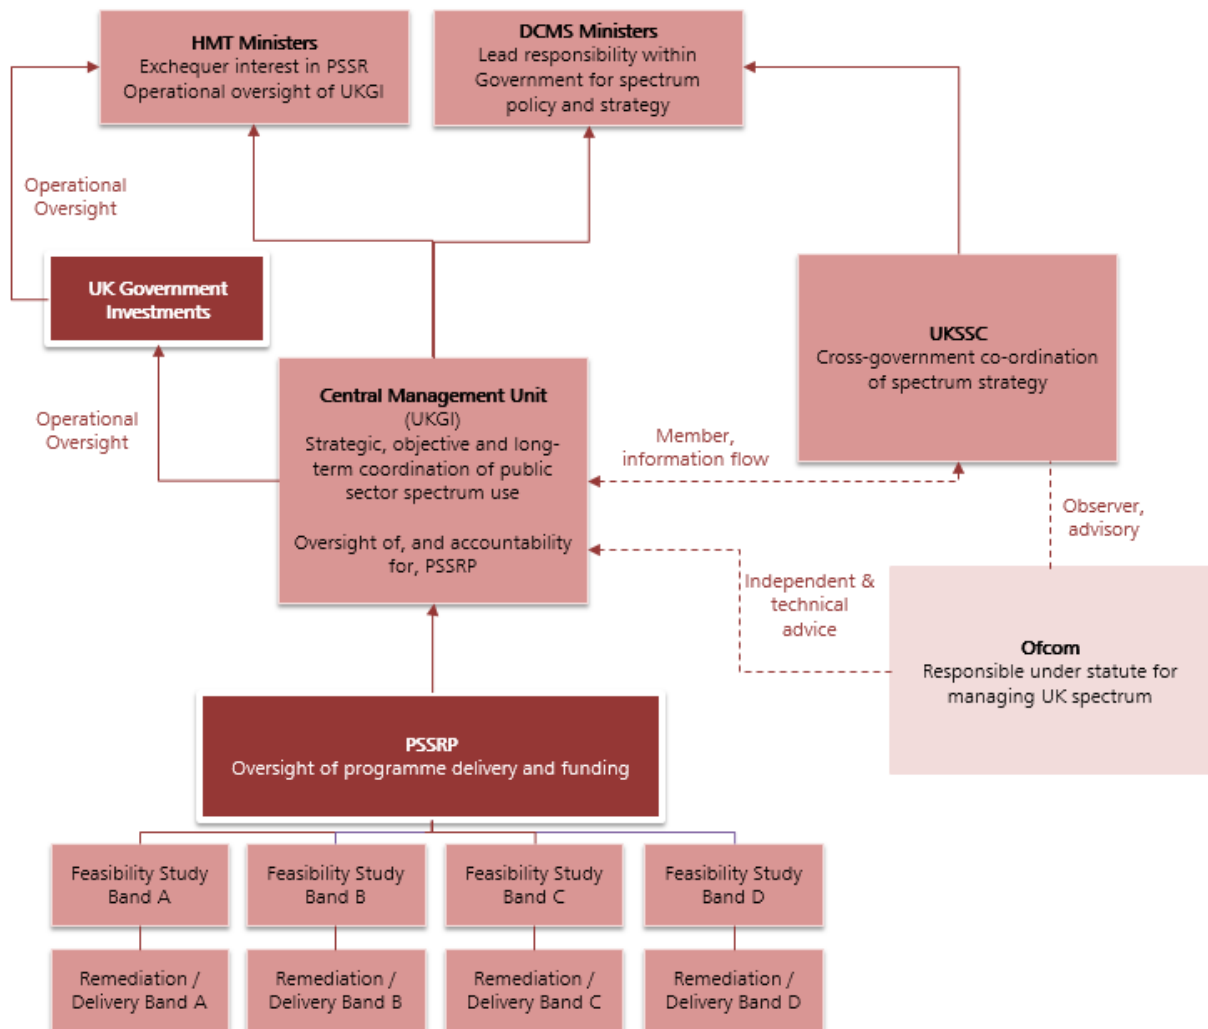 HMT Ministers
Exchequer interest in PSSR
Operational oversight of UKGI
DCMS Ministers
Lead responsibility within
Government for spectrum
policy and strategy
Operational
Oversight
UK Government
Investments
UKSSC
Cross-government co-ordination
of spectrum strategy
Central Management Unit
(UKGI)
Strategic, objective and long-
term coordination of public
sector spectrum use
Oversight of, and accountability
for, PSSRP
Operational
Oversight
Member,
information flow
Observer,
advisory
Independent &
technical
advice
Ofcom
Responsible under statute for
managing UK spectrum
PSSRP
Oversight of programme delivery and funding
Feasibility Study
Band A
Feasibility Study
Band B
Feasibility Study
Band C
Feasibility Study
Band D
Remediation /
Delivery Band A
Remediation /
Delivery Band B
Remediation /
Delivery Band C
Remediation /
Delivery Band D